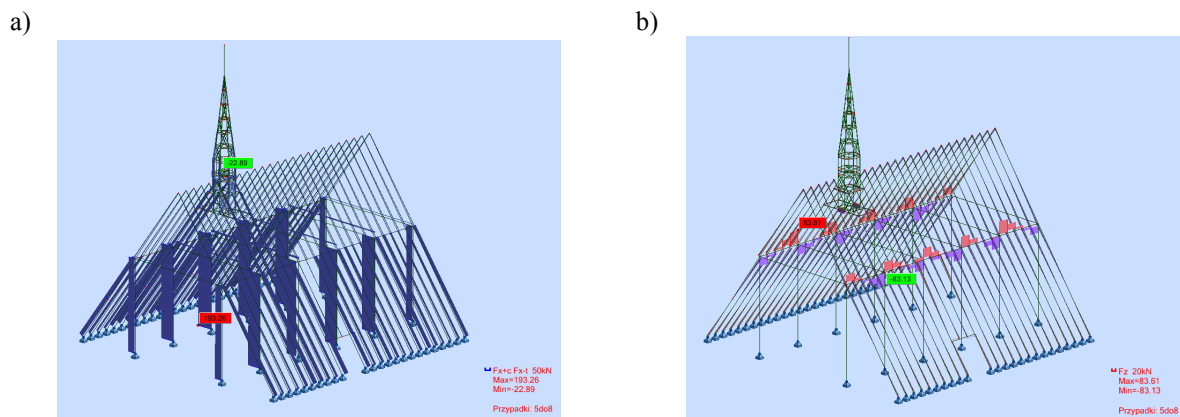 a)
b)
-22.89
193.26
Fx+c Fx-t 50kN
Max=193.26
Min=-22.89
Przypadki: 5do8
83.61
-83.13
Fz 20kN
Max=83.61
Min=-83.13
Przypadki: 5do8